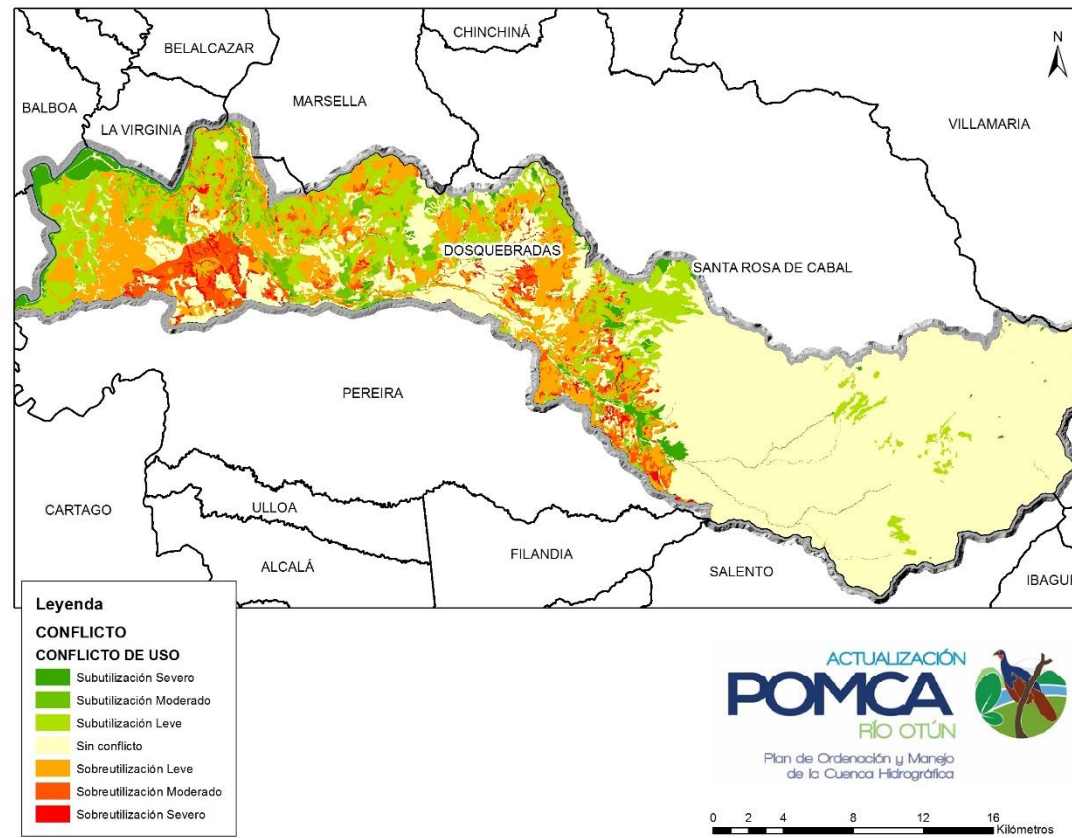 CHINCHINÁ
N
BELALCAZAR
BALBOA
MARSELLA
LA VIRGINIA
VILLAMARIA
DOSQUEBRADAS
SANTA ROSA DE CABAL
PEREIRA
CARTAGO
ULLOA
FILANDIA
ALCALÁ
SALENTO
IBAGUE
Leyenda
CONFLICTO
CONFLICTO DE USO
Subutilización Severo
Subutilización Moderado
Subutilización Leve
Sin conflicto
Sobreutilización Leve
Sobreutilización Moderado
Sobreutilización Severo
ACTUALIZACIÓN
POMCA
RÍO OTÚN
Plan de Ordenación y Manejo
de la Cuenca Hidrográfica
0 2 4 8 12 16
Kilómetros